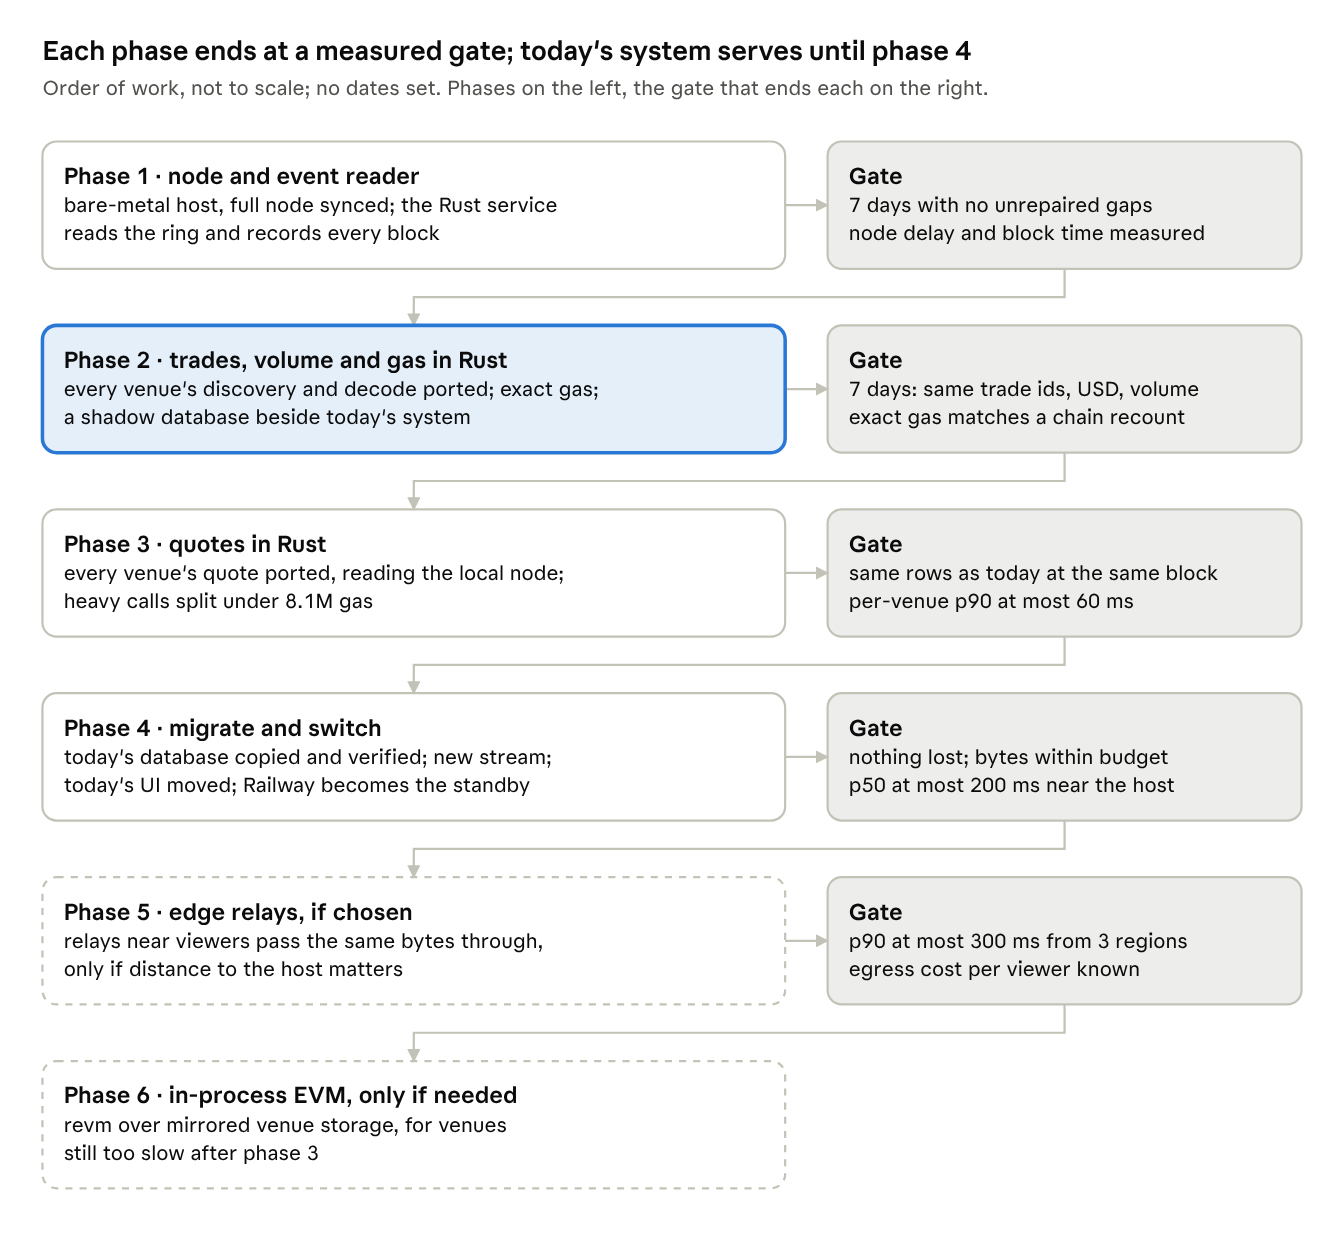 Each phase ends at a measured gate; today's system serves until phase 4
Order of work, not to scale; no dates set. Phases on the left, the gate that ends each on the right.
Phase 1 · node and event reader
bare-metal host, full node synced; the Rust service
reads the ring and records every block
Gate
7 days with no unrepaired gaps
node delay and block time measured
Phase 2 · trades, volume and gas in Rust
every venue's discovery and decode ported; exact gas;
a shadow database beside today's system
Gate
7 days: same trade ids, USD, volume
exact gas matches a chain recount
Phase 3 · quotes in Rust
every venue's quote ported, reading the local node;
heavy calls split under 8.1M gas
Gate
same rows as today at the same block
per-venue p90 at most 60 ms
Phase 4 · migrate and switch
today's database copied and verified; new stream;
today's UI moved; Railway becomes the standby
Gate
nothing lost; bytes within budget
p50 at most 200 ms near the host
Phase 5 · edge relays, if chosen
relays near viewers pass the same bytes through,
only if distance to the host matters
Gate
p90 at most 300 ms from 3 regions
egress cost per viewer known
Phase 6 · in-process EVM, only if needed
revm over mirrored venue storage, for venues
still too slow after phase 3